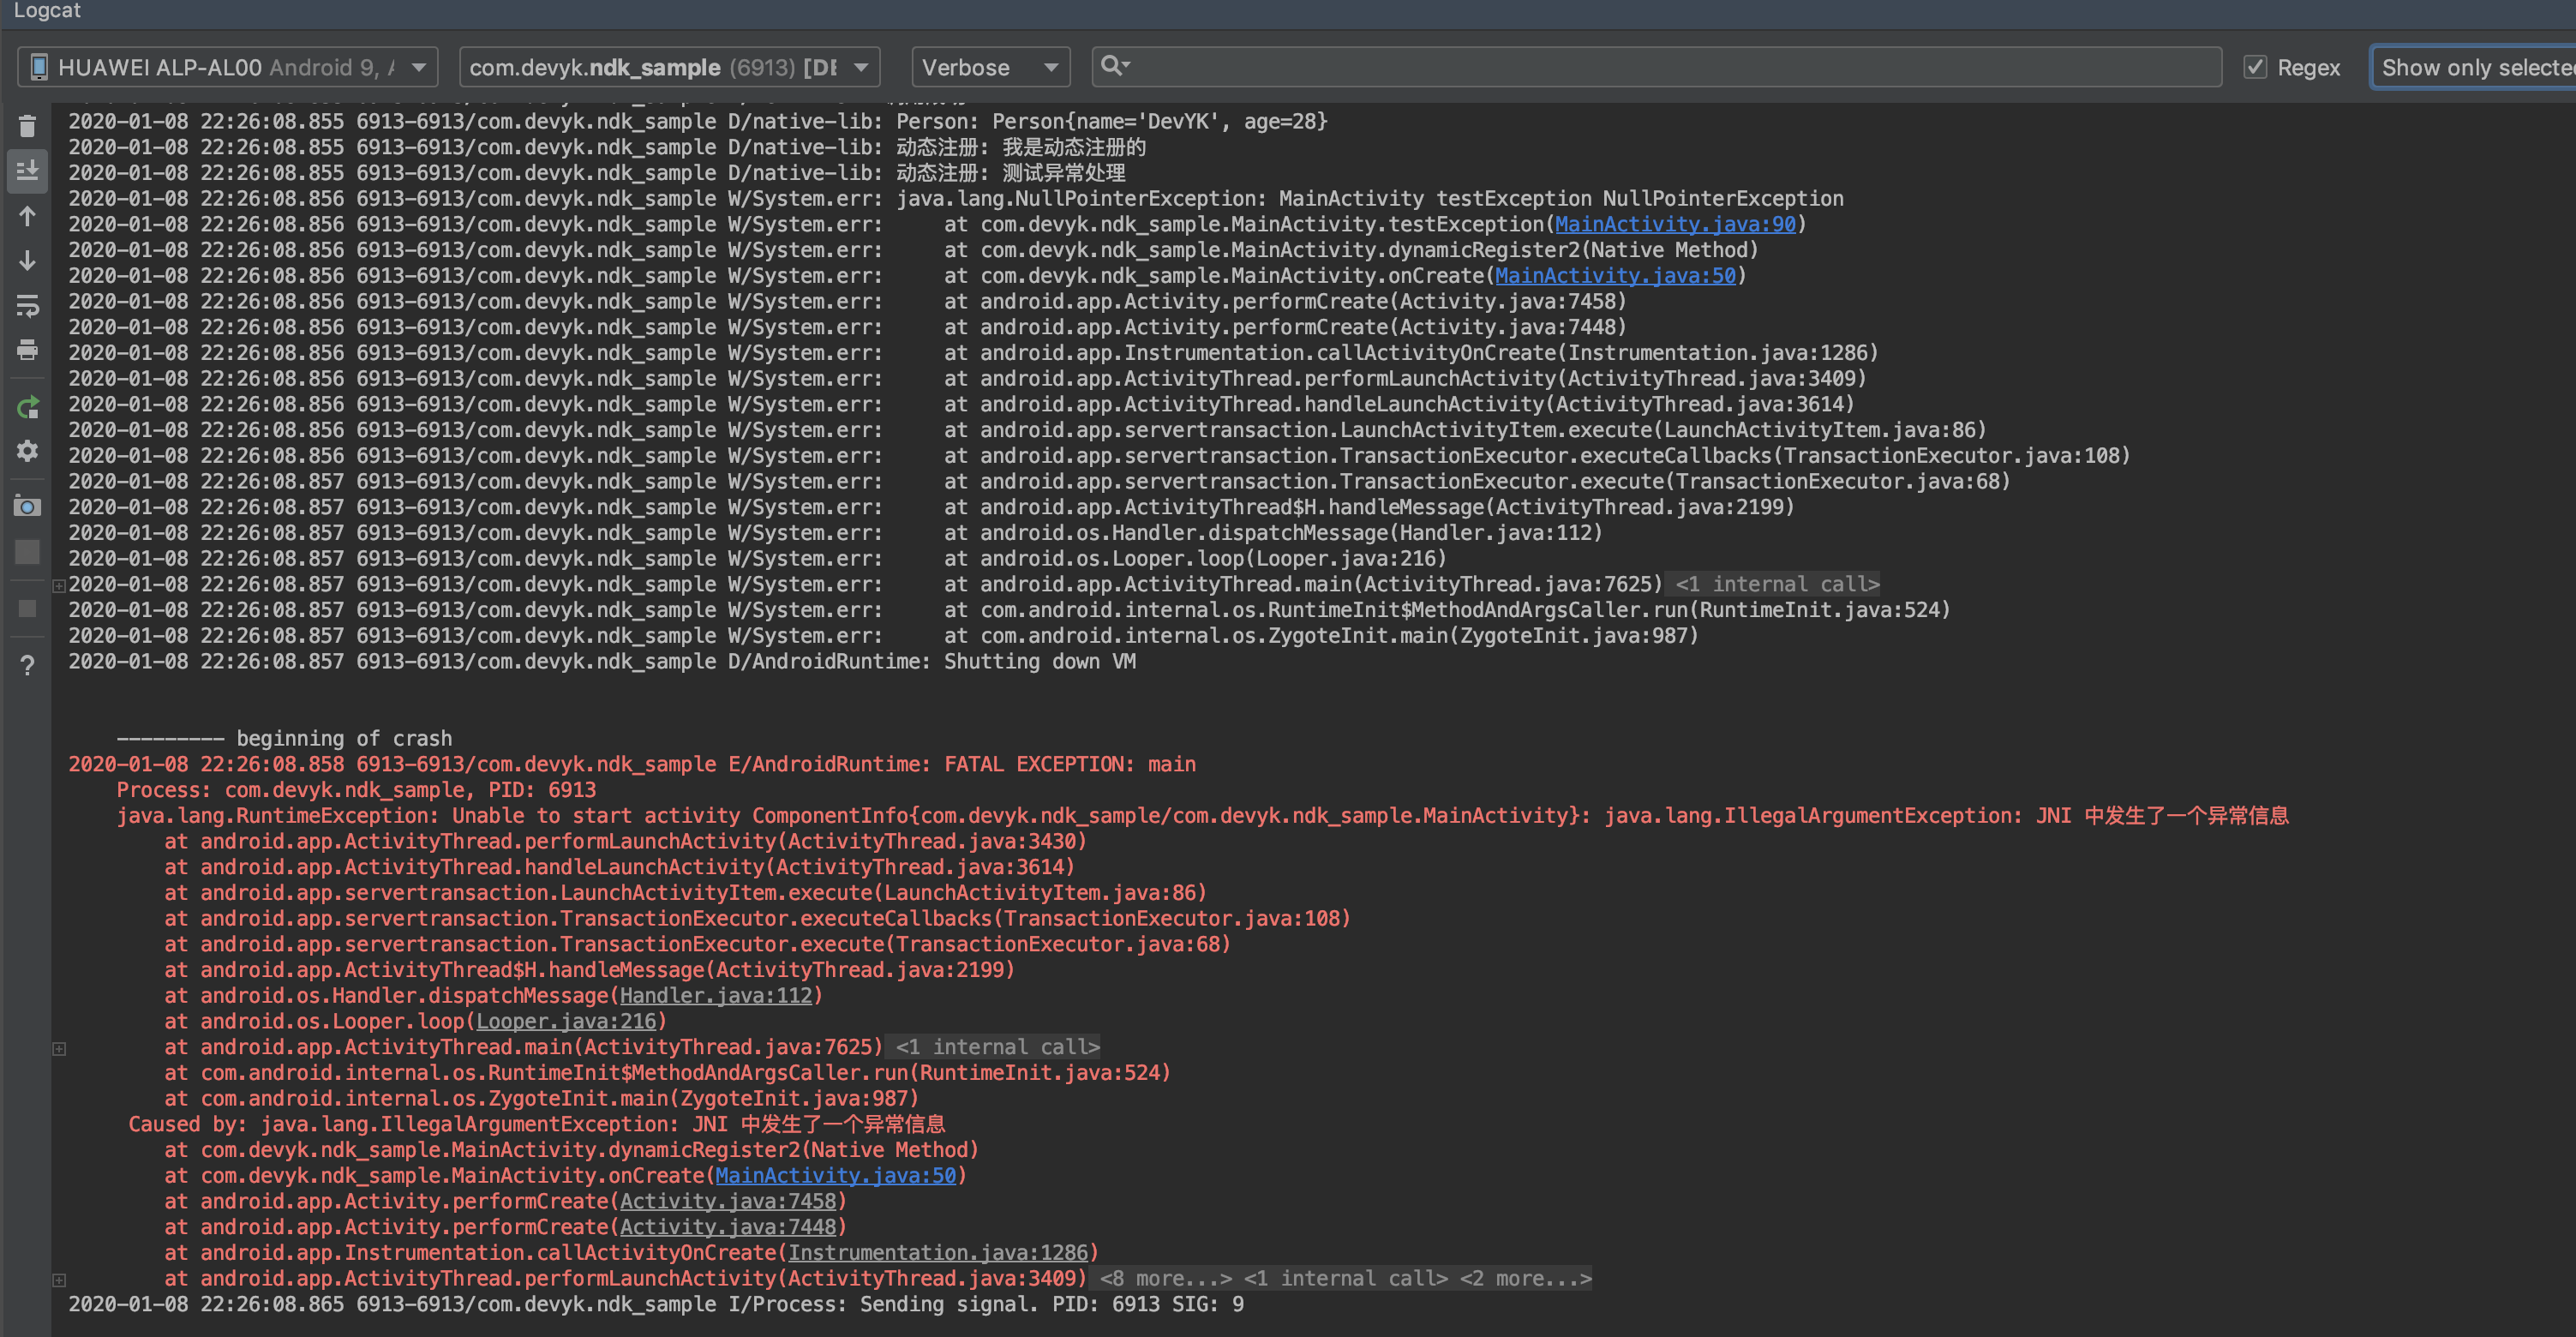 Logcat
HUAWEI ALP-AL00 Android 9, com.devyk.ndk_sample (6913) [DE Verbose Regex Show only selected
2020-01-08 22:26:08.855 6913-6913/com.devyk.ndk_sample D/native-lib: Person: Person{name='DevYK', age=28}
2020-01-08 22:26:08.855 6913-6913/com.devyk.ndk_sample D/native-lib: 动态注册: 我是动态注册的
2020-01-08 22:26:08.855 6913-6913/com.devyk.ndk_sample D/native-lib: 动态注册: 测试异常处理
2020-01-08 22:26:08.856 6913-6913/com.devyk.ndk_sample W/System.err: java.lang.NullPointerException: MainActivity testException NullPointerException
2020-01-08 22:26:08.856 6913-6913/com.devyk.ndk_sample W/System.err:     at com.devyk.ndk_sample.MainActivity.testException(MainActivity.java:90)
2020-01-08 22:26:08.856 6913-6913/com.devyk.ndk_sample W/System.err:     at com.devyk.ndk_sample.MainActivity.dynamicRegister2(Native Method)
2020-01-08 22:26:08.856 6913-6913/com.devyk.ndk_sample W/System.err:     at com.devyk.ndk_sample.MainActivity.onCreate(MainActivity.java:50)
2020-01-08 22:26:08.856 6913-6913/com.devyk.ndk_sample W/System.err:     at android.app.Activity.performCreate(Activity.java:7458)
2020-01-08 22:26:08.856 6913-6913/com.devyk.ndk_sample W/System.err:     at android.app.Activity.performCreate(Activity.java:7448)
2020-01-08 22:26:08.856 6913-6913/com.devyk.ndk_sample W/System.err:     at android.app.Instrumentation.callActivityOnCreate(Instrumentation.java:1286)
2020-01-08 22:26:08.856 6913-6913/com.devyk.ndk_sample W/System.err:     at android.app.ActivityThread.performLaunchActivity(ActivityThread.java:3409)
2020-01-08 22:26:08.856 6913-6913/com.devyk.ndk_sample W/System.err:     at android.app.ActivityThread.handleLaunchActivity(ActivityThread.java:3614)
2020-01-08 22:26:08.856 6913-6913/com.devyk.ndk_sample W/System.err:     at android.app.servertransaction.LaunchActivityItem.execute(LaunchActivityItem.java:86)
2020-01-08 22:26:08.856 6913-6913/com.devyk.ndk_sample W/System.err:     at android.app.servertransaction.TransactionExecutor.executeCallbacks(TransactionExecutor.java:108)
2020-01-08 22:26:08.857 6913-6913/com.devyk.ndk_sample W/System.err:     at android.app.servertransaction.TransactionExecutor.execute(TransactionExecutor.java:68)
2020-01-08 22:26:08.857 6913-6913/com.devyk.ndk_sample W/System.err:     at android.app.ActivityThread$H.handleMessage(ActivityThread.java:2199)
2020-01-08 22:26:08.857 6913-6913/com.devyk.ndk_sample W/System.err:     at android.os.Handler.dispatchMessage(Handler.java:112)
2020-01-08 22:26:08.857 6913-6913/com.devyk.ndk_sample W/System.err:     at android.os.Looper.loop(Looper.java:216)
2020-01-08 22:26:08.857 6913-6913/com.devyk.ndk_sample W/System.err:     at android.app.ActivityThread.main(ActivityThread.java:7625) <1 internal call>
2020-01-08 22:26:08.857 6913-6913/com.devyk.ndk_sample W/System.err:     at com.android.internal.os.RuntimeInit$MethodAndArgsCaller.run(RuntimeInit.java:524)
2020-01-08 22:26:08.857 6913-6913/com.devyk.ndk_sample W/System.err:     at com.android.internal.os.ZygoteInit.main(ZygoteInit.java:987)
2020-01-08 22:26:08.857 6913-6913/com.devyk.ndk_sample D/AndroidRuntime: Shutting down VM
--------- beginning of crash
2020-01-08 22:26:08.858 6913-6913/com.devyk.ndk_sample E/AndroidRuntime: FATAL EXCEPTION: main
Process: com.devyk.ndk_sample, PID: 6913
java.lang.RuntimeException: Unable to start activity ComponentInfo{com.devyk.ndk_sample/com.devyk.ndk_sample.MainActivity}: java.lang.IllegalArgumentException: JNI 中发生了一个异常信息
at android.app.ActivityThread.performLaunchActivity(ActivityThread.java:3430)
at android.app.ActivityThread.handleLaunchActivity(ActivityThread.java:3614)
at android.app.servertransaction.LaunchActivityItem.execute(LaunchActivityItem.java:86)
at android.app.servertransaction.TransactionExecutor.executeCallbacks(TransactionExecutor.java:108)
at android.app.servertransaction.TransactionExecutor.execute(TransactionExecutor.java:68)
at android.app.ActivityThread$H.handleMessage(ActivityThread.java:2199)
at android.os.Handler.dispatchMessage(Handler.java:112)
at android.os.Looper.loop(Looper.java:216)
at android.app.ActivityThread.main(ActivityThread.java:7625) <1 internal call>
at com.android.internal.os.RuntimeInit$MethodAndArgsCaller.run(RuntimeInit.java:524)
at com.android.internal.os.ZygoteInit.main(ZygoteInit.java:987)
Caused by: java.lang.IllegalArgumentException: JNI 中发生了一个异常信息
at com.devyk.ndk_sample.MainActivity.dynamicRegister2(Native Method)
at com.devyk.ndk_sample.MainActivity.onCreate(MainActivity.java:50)
at android.app.Activity.performCreate(Activity.java:7458)
at android.app.Activity.performCreate(Activity.java:7448)
at android.app.Instrumentation.callActivityOnCreate(Instrumentation.java:1286)
at android.app.ActivityThread.performLaunchActivity(ActivityThread.java:3409) <8 more...> <1 internal call> <2 more...>
2020-01-08 22:26:08.865 6913-6913/com.devyk.ndk_sample I/Process: Sending signal. PID: 6913 SIG: 9